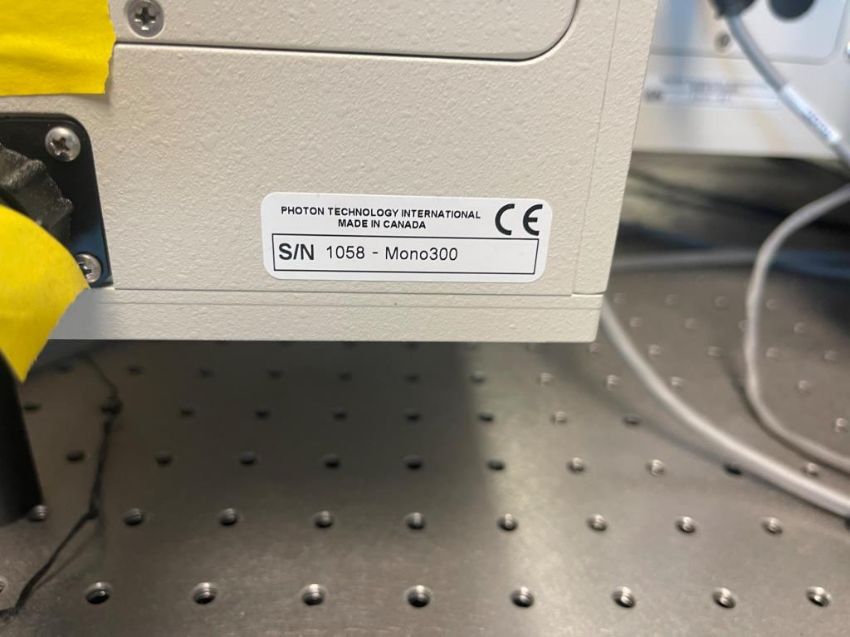 PHOTON TECHNOLOGY INTERNATIONAL
MADE IN CANADA
CE
S/N 1058 - Mono300